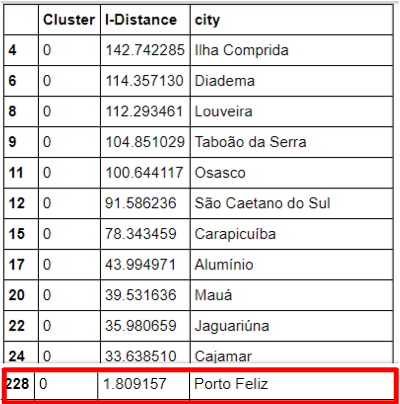 Cluster I-Distance city
4 0 142.742285 Ilha Comprida
6 0 114.357130 Diadema
8 0 112.293461 Louveira
9 0 104.851029 Taboão da Serra
11 0 100.644117 Osasco
12 0 91.586236 São Caetano do Sul
15 0 78.343459 Carapicuíba
17 0 43.994971 Alumínio
20 0 39.531636 Mauá
22 0 35.980659 Jaguariúna
24 0 33.638510 Cajamar
228 0 1.809157 Porto Feliz